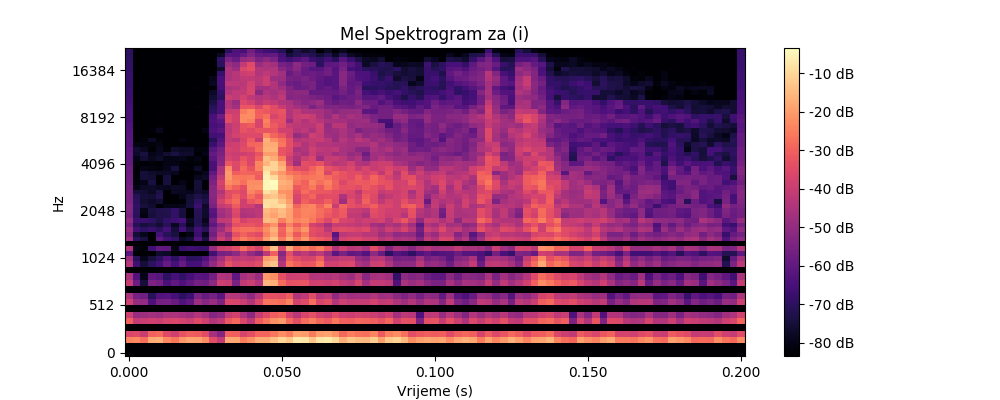 Mel Spektrogram za (i)
Hz
16384
8192
4096
2048
1024
512
0
0.000 0.050 0.100 0.150 0.200
Vrijeme (s)
-10 dB
-20 dB
-30 dB
-40 dB
-50 dB
-60 dB
-70 dB
-80 dB